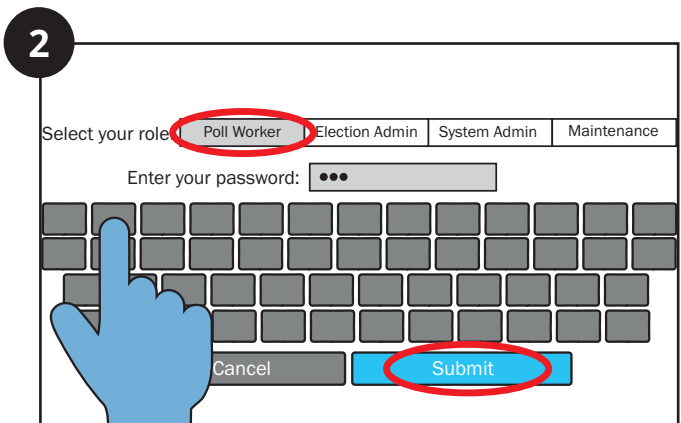 2
Select your role Poll Worker Election Admin System Admin Maintenance
Enter your password: •••
Cancel Submit